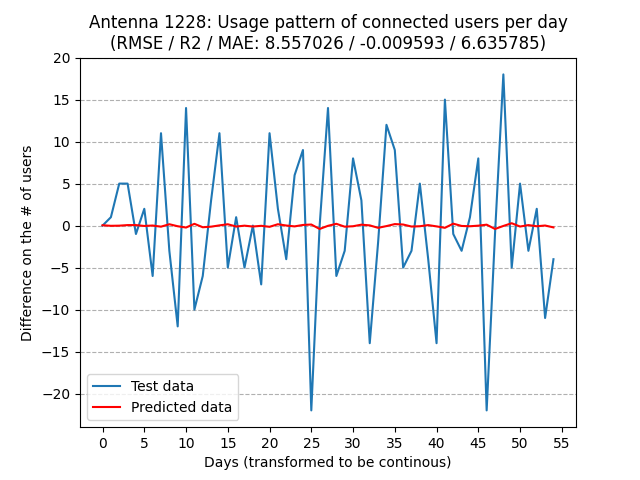 Antenna 1228: Usage pattern of connected users per day
(RMSE / R2 / MAE: 8.557026 / -0.009593 / 6.635785)
Difference on the # of users
20
15
10
5
0
−5
−10
−15
−20
Test data
Predicted data
0 5 10 15 20 25 30 35 40 45 50 55
Days (transformed to be continous)